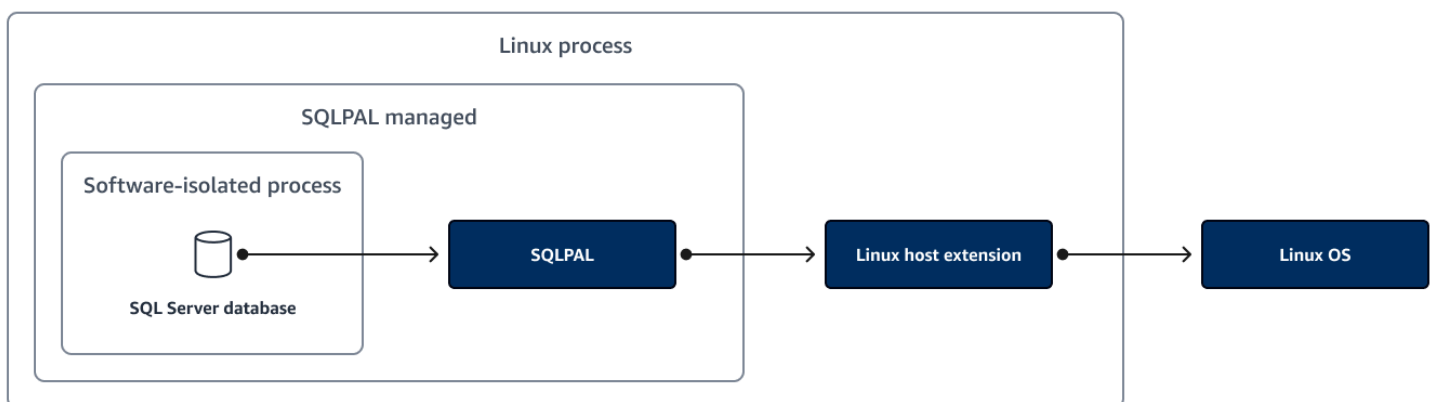 Linux process
SQLPAL managed
Software-isolated process
SQL Server database
SQLPAL
Linux host extension
Linux OS